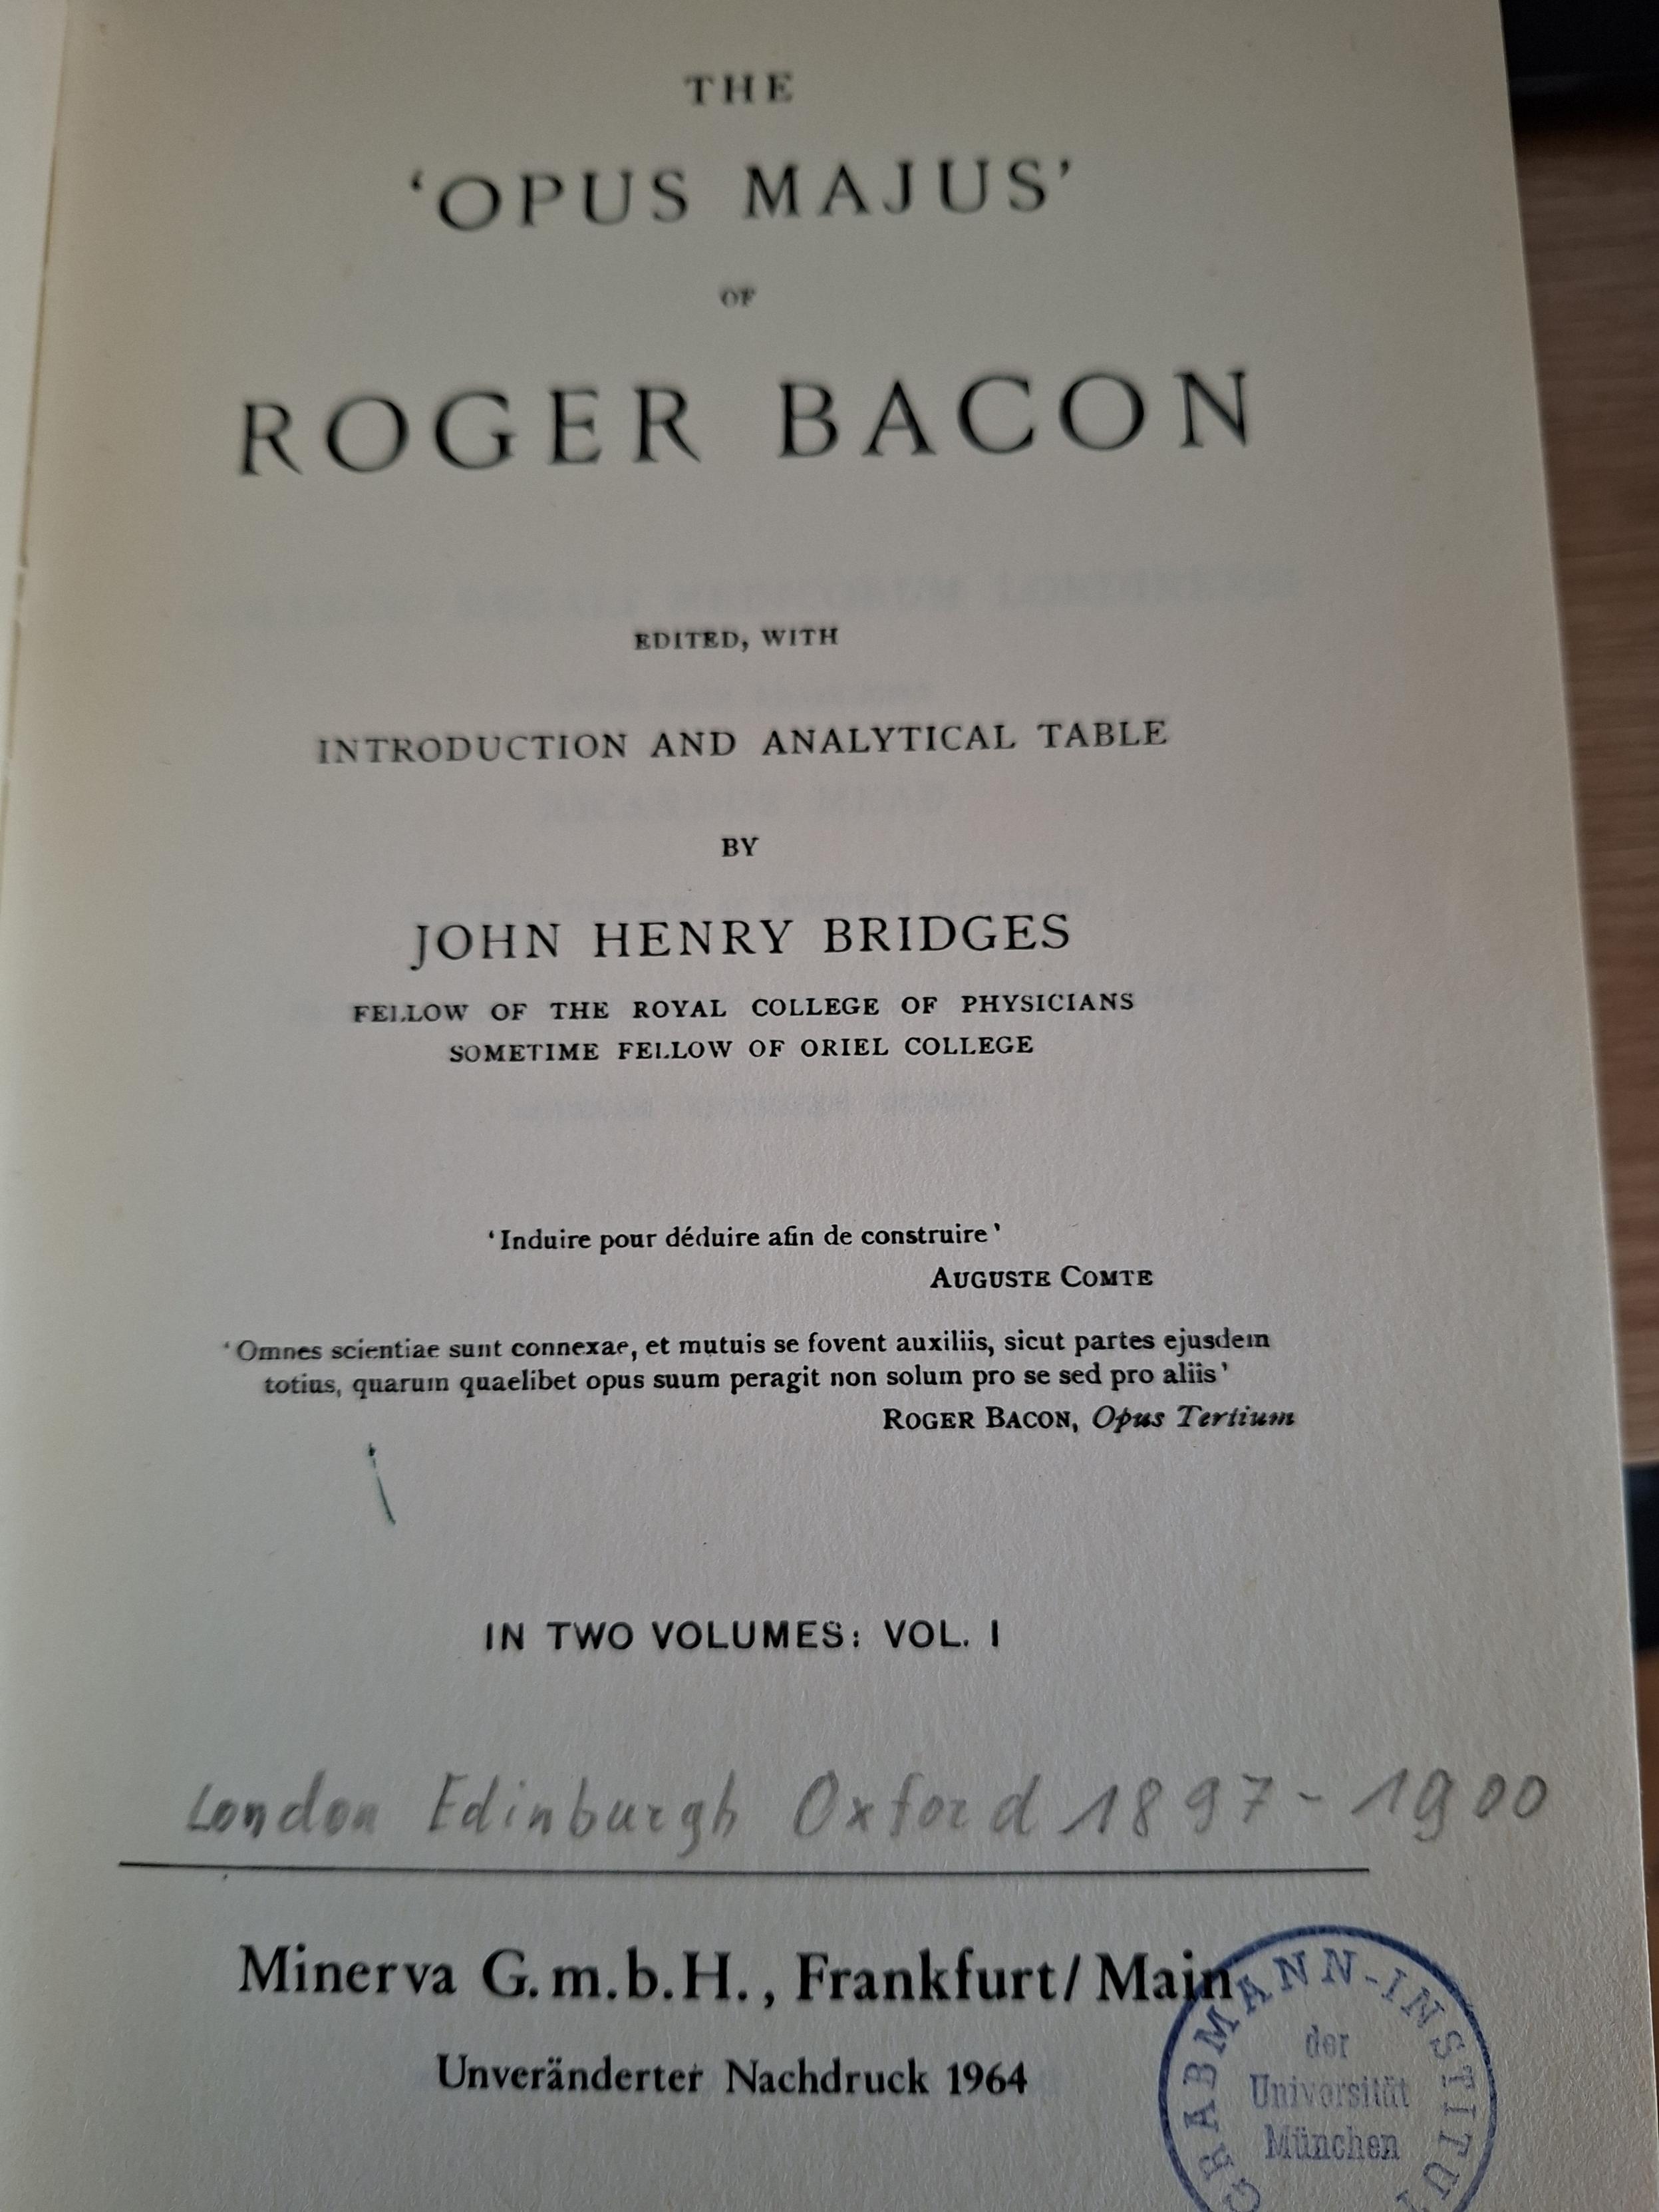 THE
‘OPUS MAJUS’
OF
ROGER BACON
EDITED, WITH
INTRODUCTION AND ANALYTICAL TABLE
BY
JOHN HENRY BRIDGES
FELLOW OF THE ROYAL COLLEGE OF PHYSICIANS
SOMETIME FELLOW OF ORIEL COLLEGE
‘Induire pour déduire afin de construire’
AUGUSTE COMTE
‘Omnes scientiae sunt connexae, et mutuis se fovent auxiliis, sicut partes ejusdem
totius, quarum quaelibet opus suum peragit non solum pro se sed pro aliis’
ROGER BACON, Opus Tertium
IN TWO VOLUMES: VOL. I
London Edinburgh Oxford 1897-1900
Minerva G.m.b.H., Frankfurt/Main
Unveränderter Nachdruck 1964
GRABMANN-INSTITUT
der
Universität
München